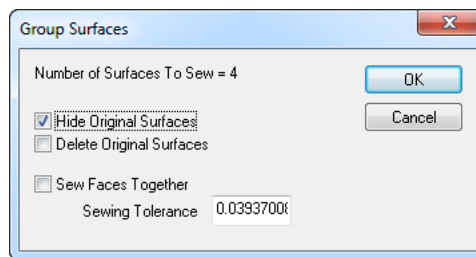 Group Surfaces
Number of Surfaces To Sew = 4
OK
Hide Original Surfaces
Cancel
Delete Original Surfaces
Sew Faces Together
Sewing Tolerance 0.0393700